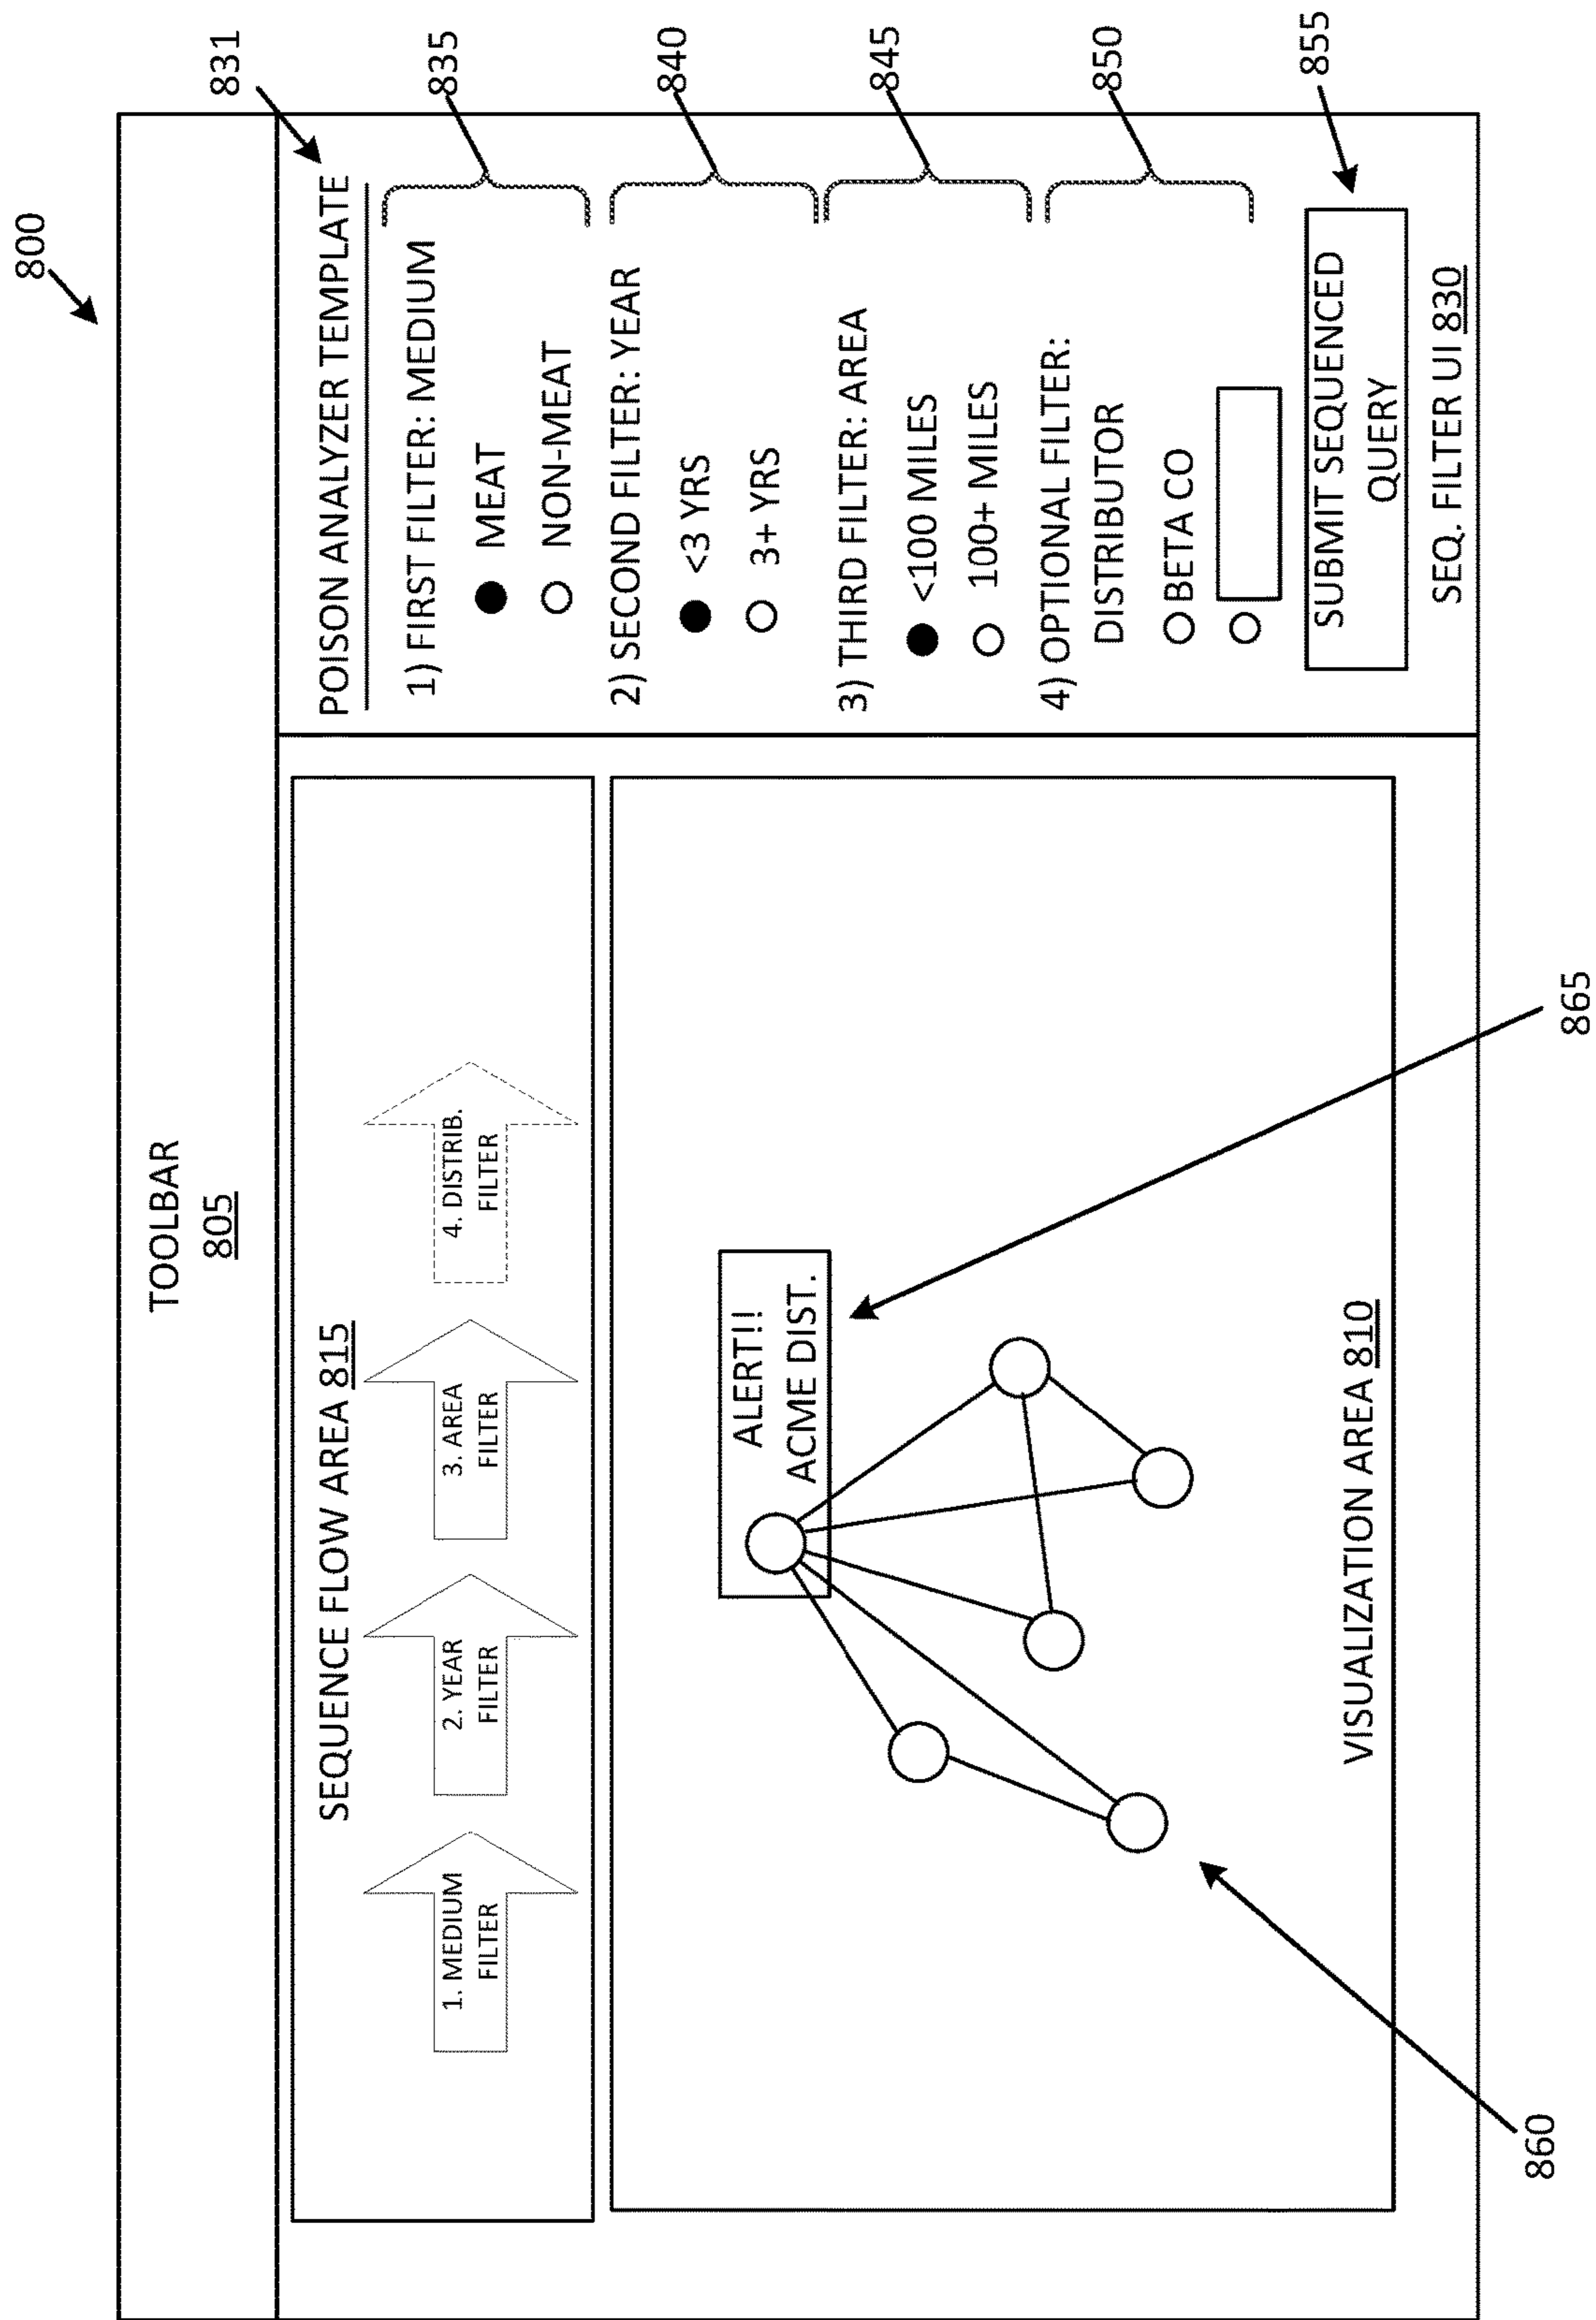 800
TOOLBAR
805
SEQUENCE FLOW AREA 815
1. MEDIUM
FILTER
2. YEAR
FILTER
3. AREA
FILTER
4. DISTRIB.
FILTER
ALERT!!
ACME DIST.
VISUALIZATION AREA 810
860
865
POISON ANALYZER TEMPLATE
831
1) FIRST FILTER: MEDIUM
MEAT
NON-MEAT
835
2) SECOND FILTER: YEAR
<3 YRS
3+ YRS
840
3) THIRD FILTER: AREA
<100 MILES
100+ MILES
845
4) OPTIONAL FILTER:
DISTRIBUTOR
BETA CO
850
SUBMIT SEQUENCED
QUERY
855
SEQ. FILTER UI 830